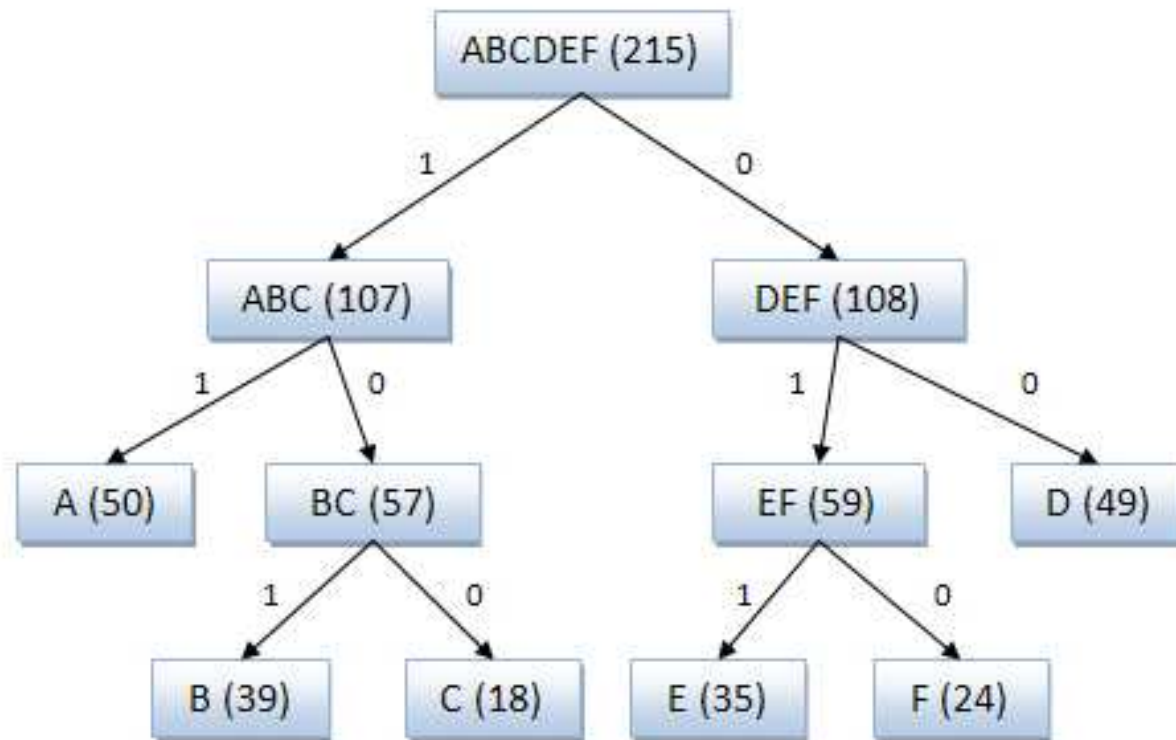 ABCDEF (215)
1
0
ABC (107)
DEF (108)
1
0
1
0
A (50)
BC (57)
EF (59)
D (49)
1
0
1
0
B (39)
C (18)
E (35)
F (24)